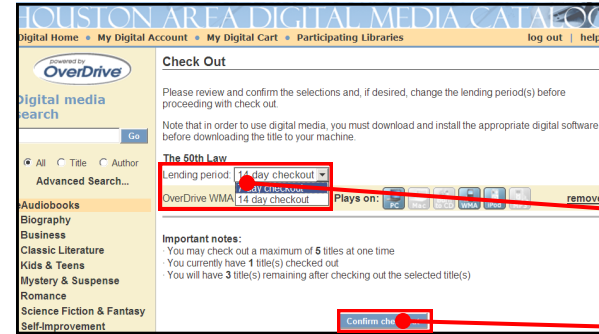 HOUSTON AREA DIGITAL MEDIA CATALOG
Digital Home • My Digital Account • My Digital Cart • Participating Libraries log out | help
powered by
OverDrive
Digital media
search
Go
All Title Author
Advanced Search...
eAudiobooks
Biography
Business
Classic Literature
Kids & Teens
Mystery & Suspense
Romance
Science Fiction & Fantasy
Self-Improvement
Check Out
Please review and confirm the selections and, if desired, change the lending period(s) before
proceeding with check out.
Note that in order to use digital media, you must download and install the appropriate digital software
before downloading the title to your machine.
The 50th Law
Lending period: 14 day checkout
7 day checkout
14 day checkout
OverDrive WMA Plays on: PC Mac WMA iPod remove
Important notes:
· You may check out a maximum of 5 titles at one time
· You currently have 1 title(s) checked out
· You will have 3 title(s) remaining after checking out the selected title(s)
Confirm che